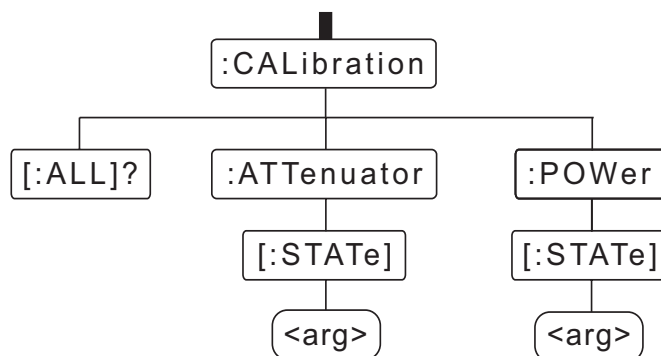 :CALibration
[:ALL]?
:ATTenuator
:POWer
[:STATe]
[:STATe]
<arg>
<arg>